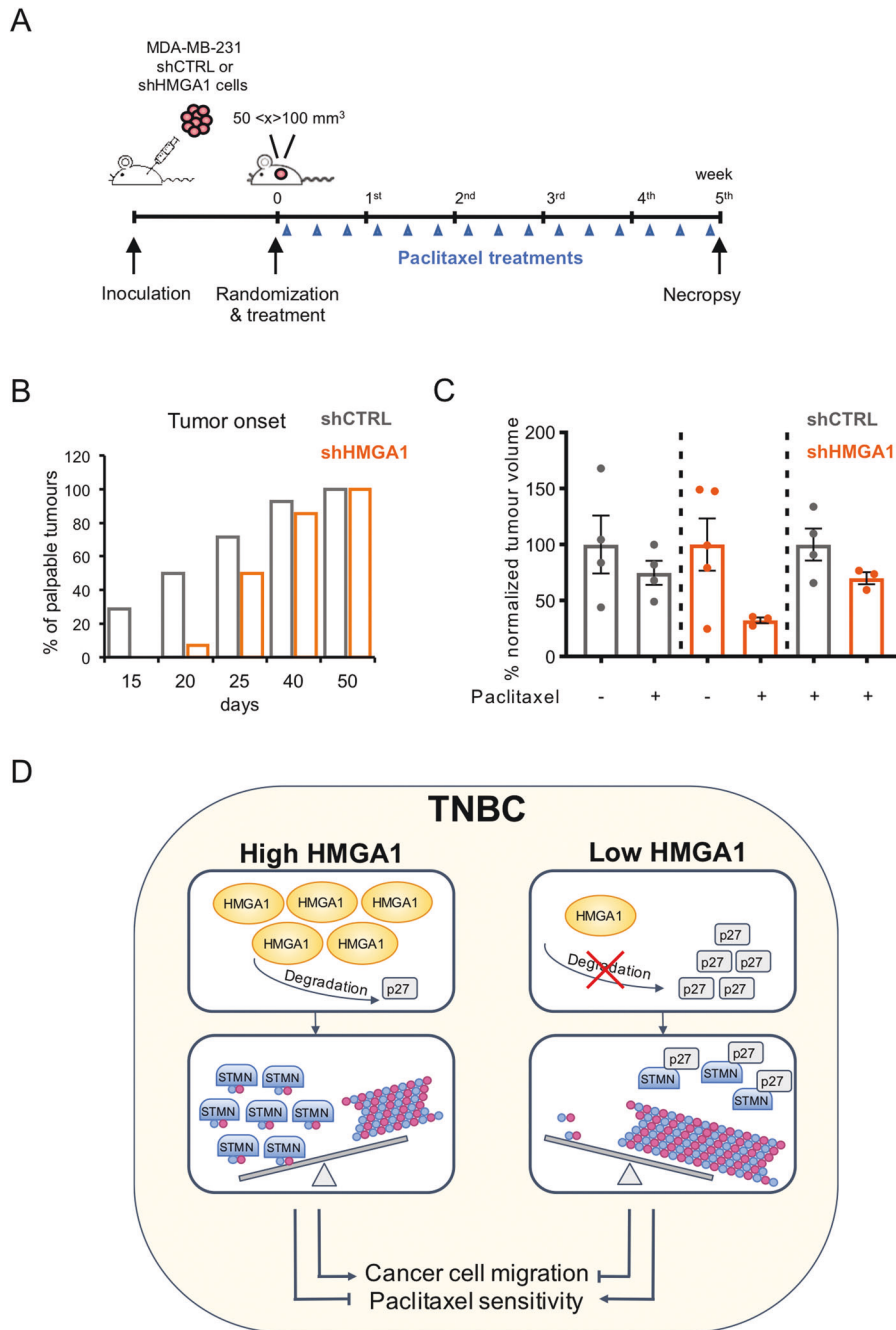 A
MDA-MB-231
shCTRL or
shHMGA1 cells
50 <x>100 mm³
week
0
1st
2nd
3rd
4th
5th
Paclitaxel treatments
Inoculation
Randomization
& treatment
Necropsy
B
Tumor onset
shCTRL
shHMGA1
% of palpable tumours
120
100
80
60
40
20
0
15
20
25
40
50
days
C
shCTRL
shHMGA1
% normalized tumour volume
200
150
100
50
0
Paclitaxel
-
+
-
+
+
+
D
TNBC
High HMGA1
Low HMGA1
HMGA1
HMGA1
HMGA1
HMGA1
HMGA1
Degradation
p27
HMGA1
Degradation
p27
p27
p27
p27
p27
p27
STMN
STMN
STMN
STMN
STMN
STMN
STMN
p27
STMN
p27
STMN
p27
STMN
Cancer cell migration
Paclitaxel sensitivity